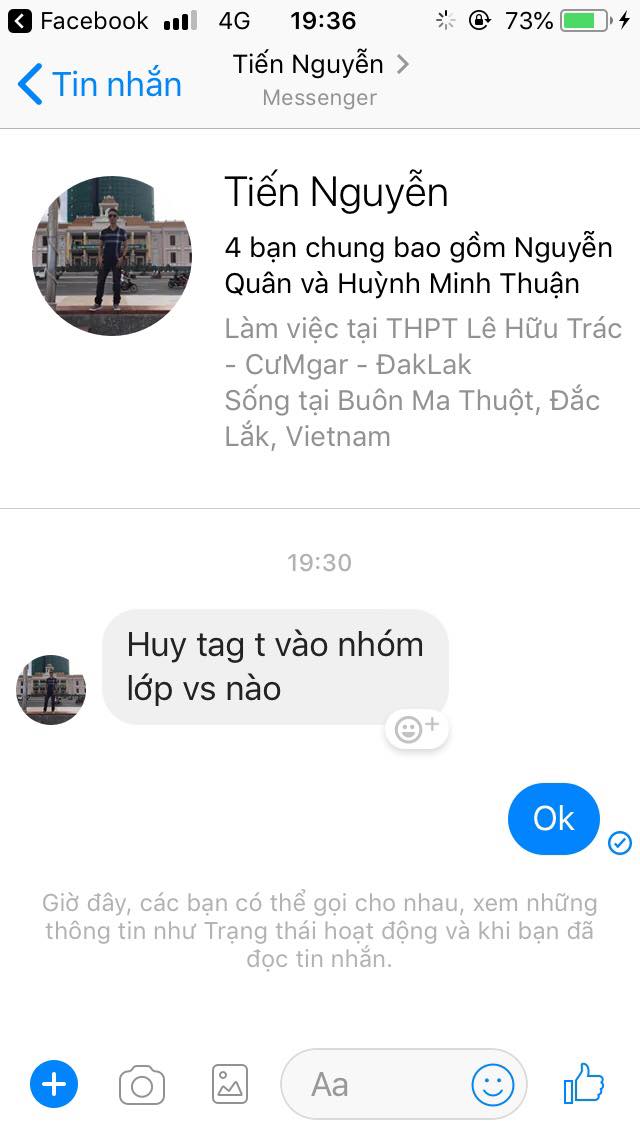 Facebook 4G 19:36 73%
Tin nhắn
Tiến Nguyễn
Messenger
Tiến Nguyễn
4 bạn chung bao gồm Nguyễn
Quân và Huỳnh Minh Thuận
Làm việc tại THPT Lê Hữu Trác
- CưMgar - ĐakLak
Sống tại Buôn Ma Thuột, Đắc
Lắk, Vietnam
19:30
Huy tag t vào nhóm
lớp vs nào
Ok
Giờ đây, các bạn có thể gọi cho nhau, xem những
thông tin như Trạng thái hoạt động và khi bạn đã
đọc tin nhắn.
Aa